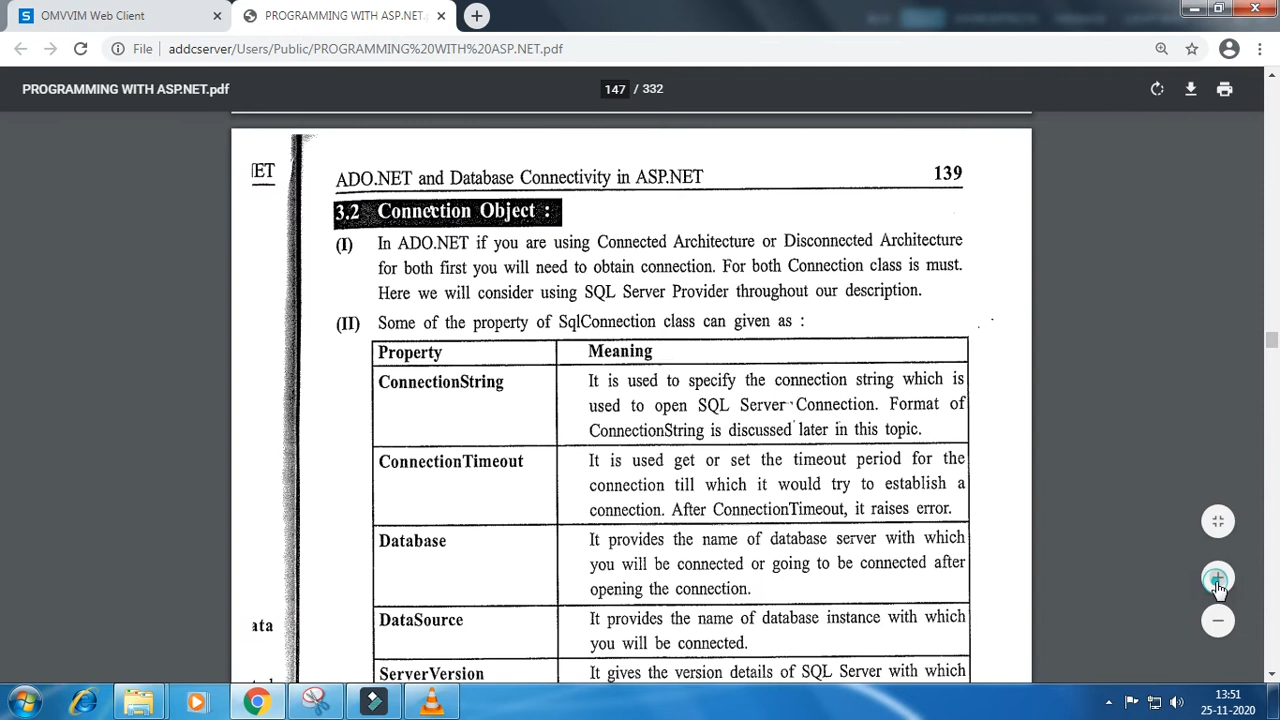 OMVVIM Web Client
PROGRAMMING WITH ASP.NET.pdf
File addcserver/Users/Public/PROGRAMMING%20WITH%20ASP.NET.pdf
PROGRAMMING WITH ASP.NET.pdf
147 / 332
ET
ADO.NET and Database Connectivity in ASP.NET 139
3.2 Connection Object :
(I) In ADO.NET if you are using Connected Architecture or Disconnected Architecture
for both first you will need to obtain connection. For both Connection class is must.
Here we will consider using SQL Server Provider throughout our description.
(II) Some of the property of SqlConnection class can given as :
Property Meaning
ConnectionString It is used to specify the connection string which is
used to open SQL Server Connection. Format of
ConnectionString is discussed later in this topic.
ConnectionTimeout It is used get or set the timeout period for the
connection till which it would try to establish a
connection. After ConnectionTimeout, it raises error.
Database It provides the name of database server with which
you will be connected or going to be connected after
opening the connection.
DataSource It provides the name of database instance with which
ata
you will be connected.
ServerVersion It gives the version details of SQL Server with which
13:51
25-11-2020